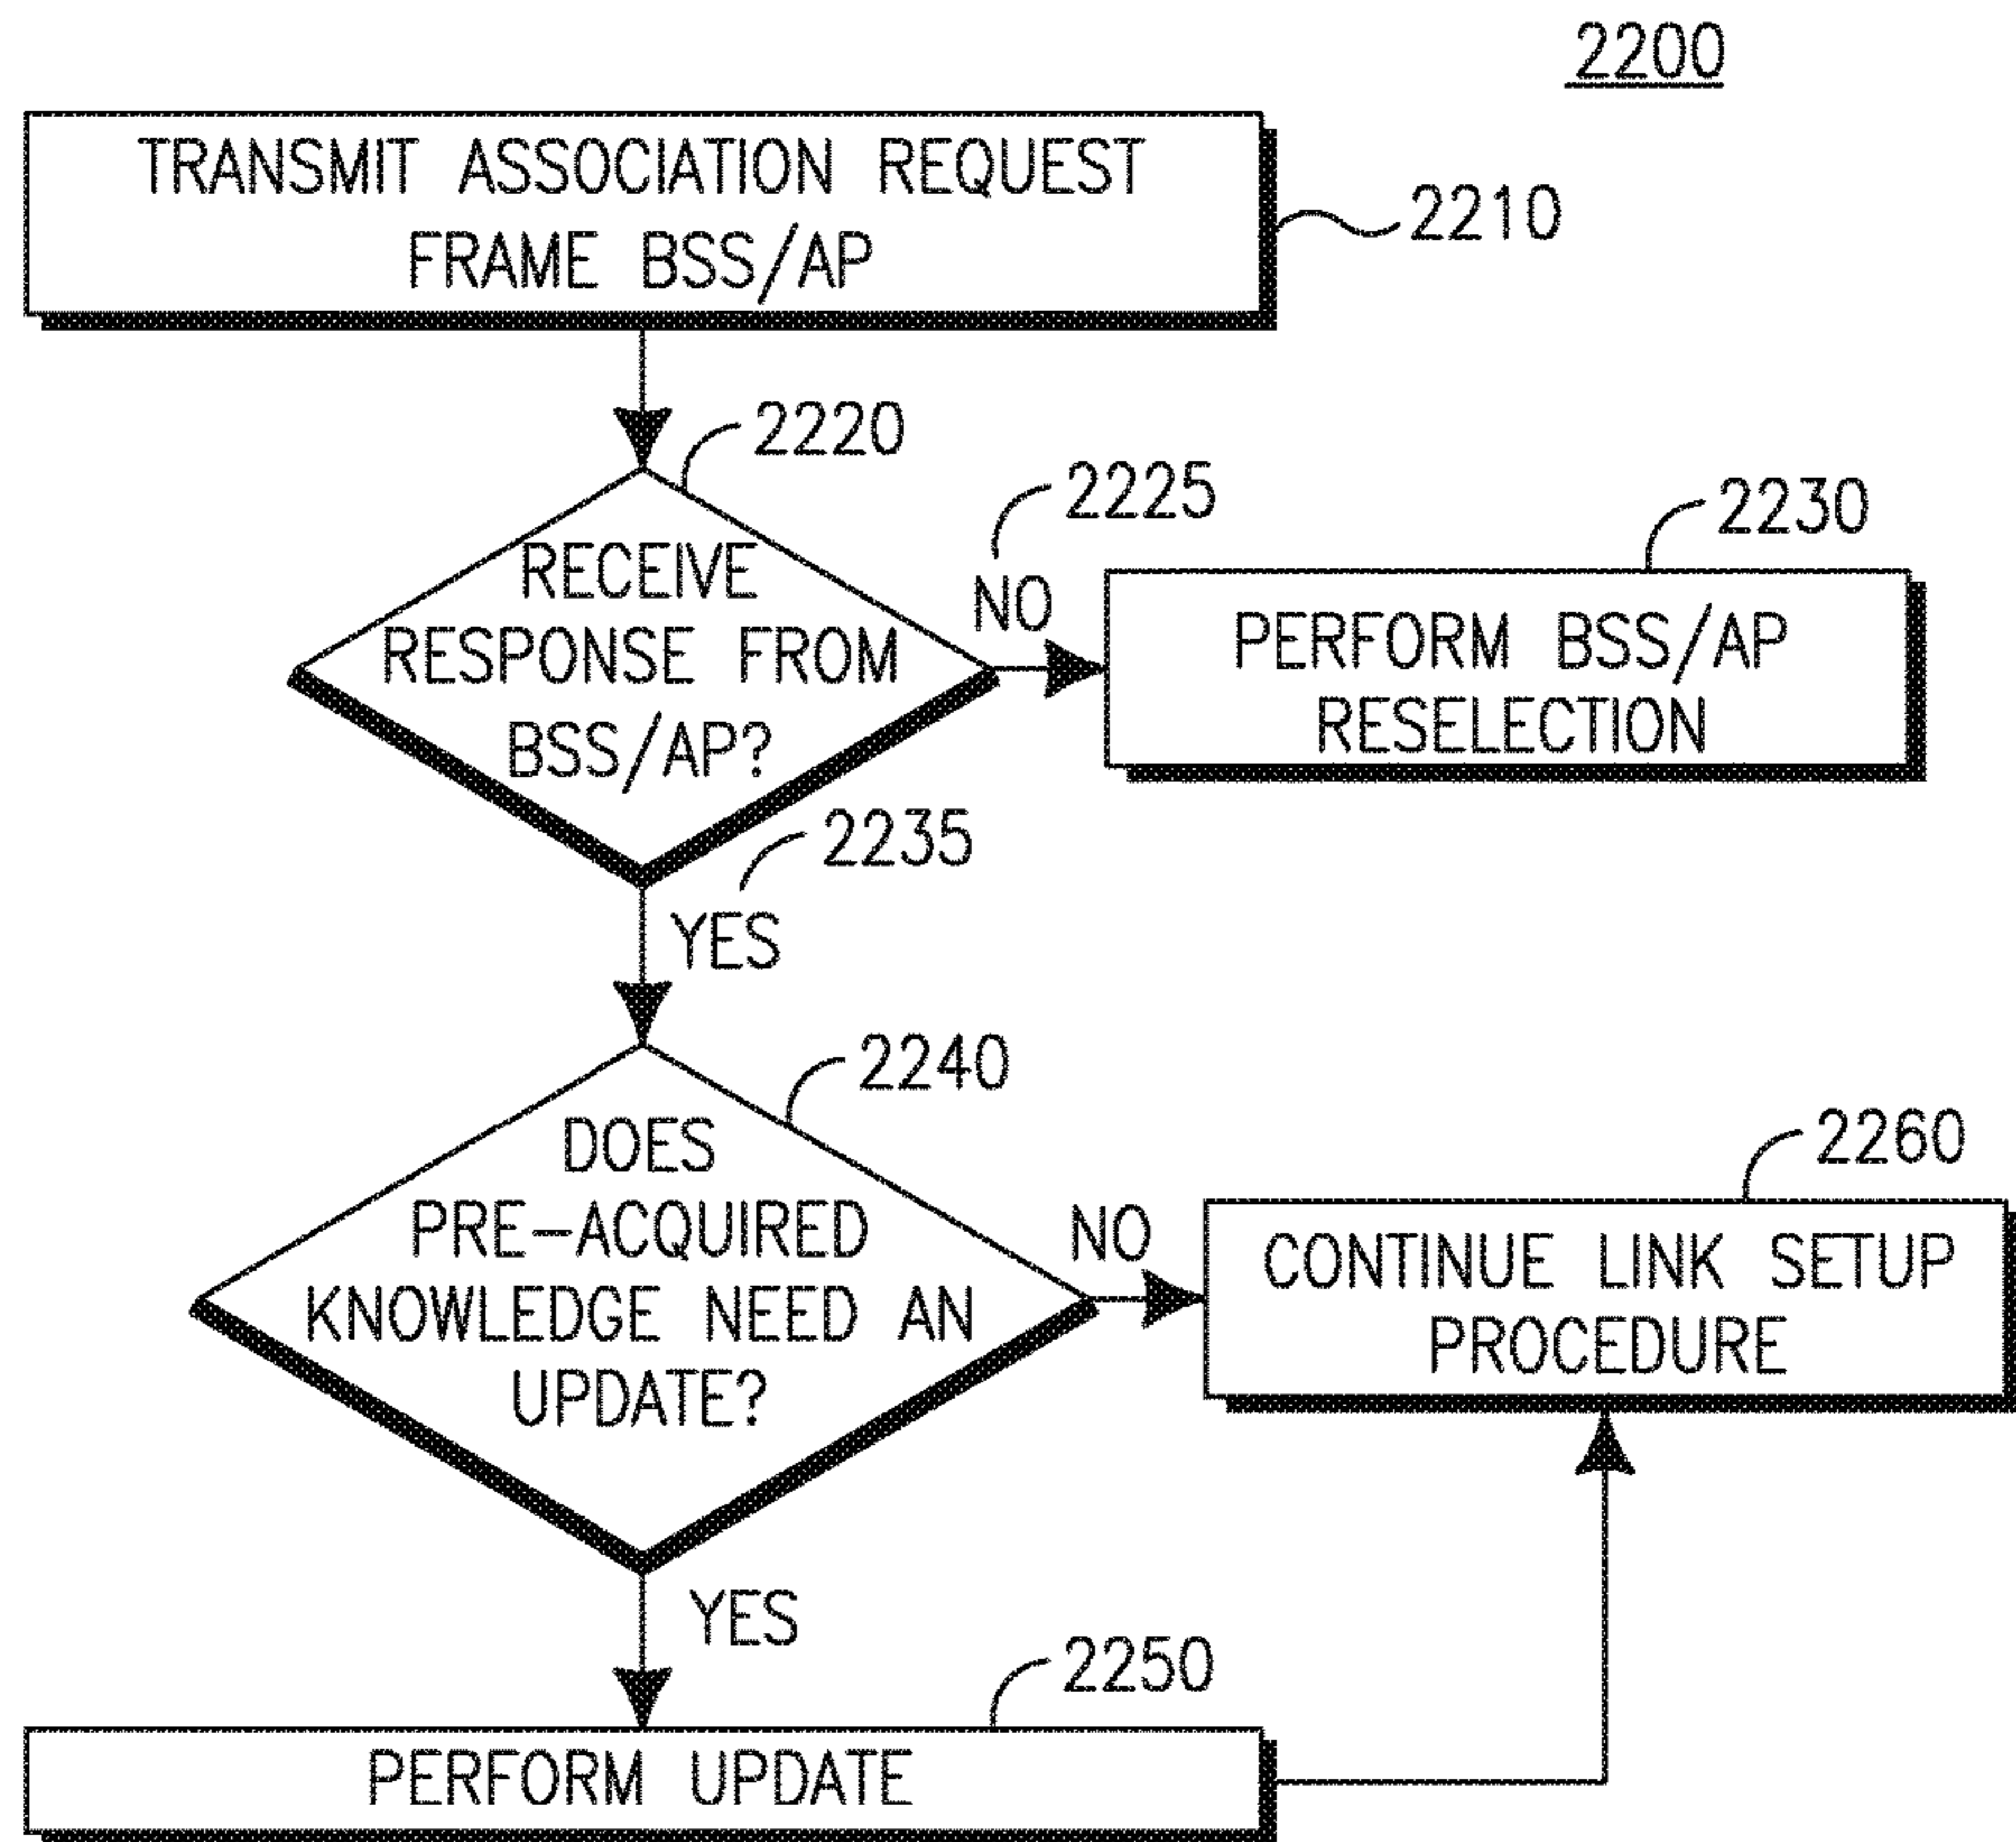 2200
TRANSMIT ASSOCIATION REQUEST
FRAME BSS/AP
2210
2220
RECEIVE
RESPONSE FROM
BSS/AP?
2225
NO
2230
PERFORM BSS/AP
RESELECTION
2235
YES
2240
DOES
PRE-ACQUIRED
KNOWLEDGE NEED AN
UPDATE?
NO
2260
CONTINUE LINK SETUP
PROCEDURE
YES
2250
PERFORM UPDATE